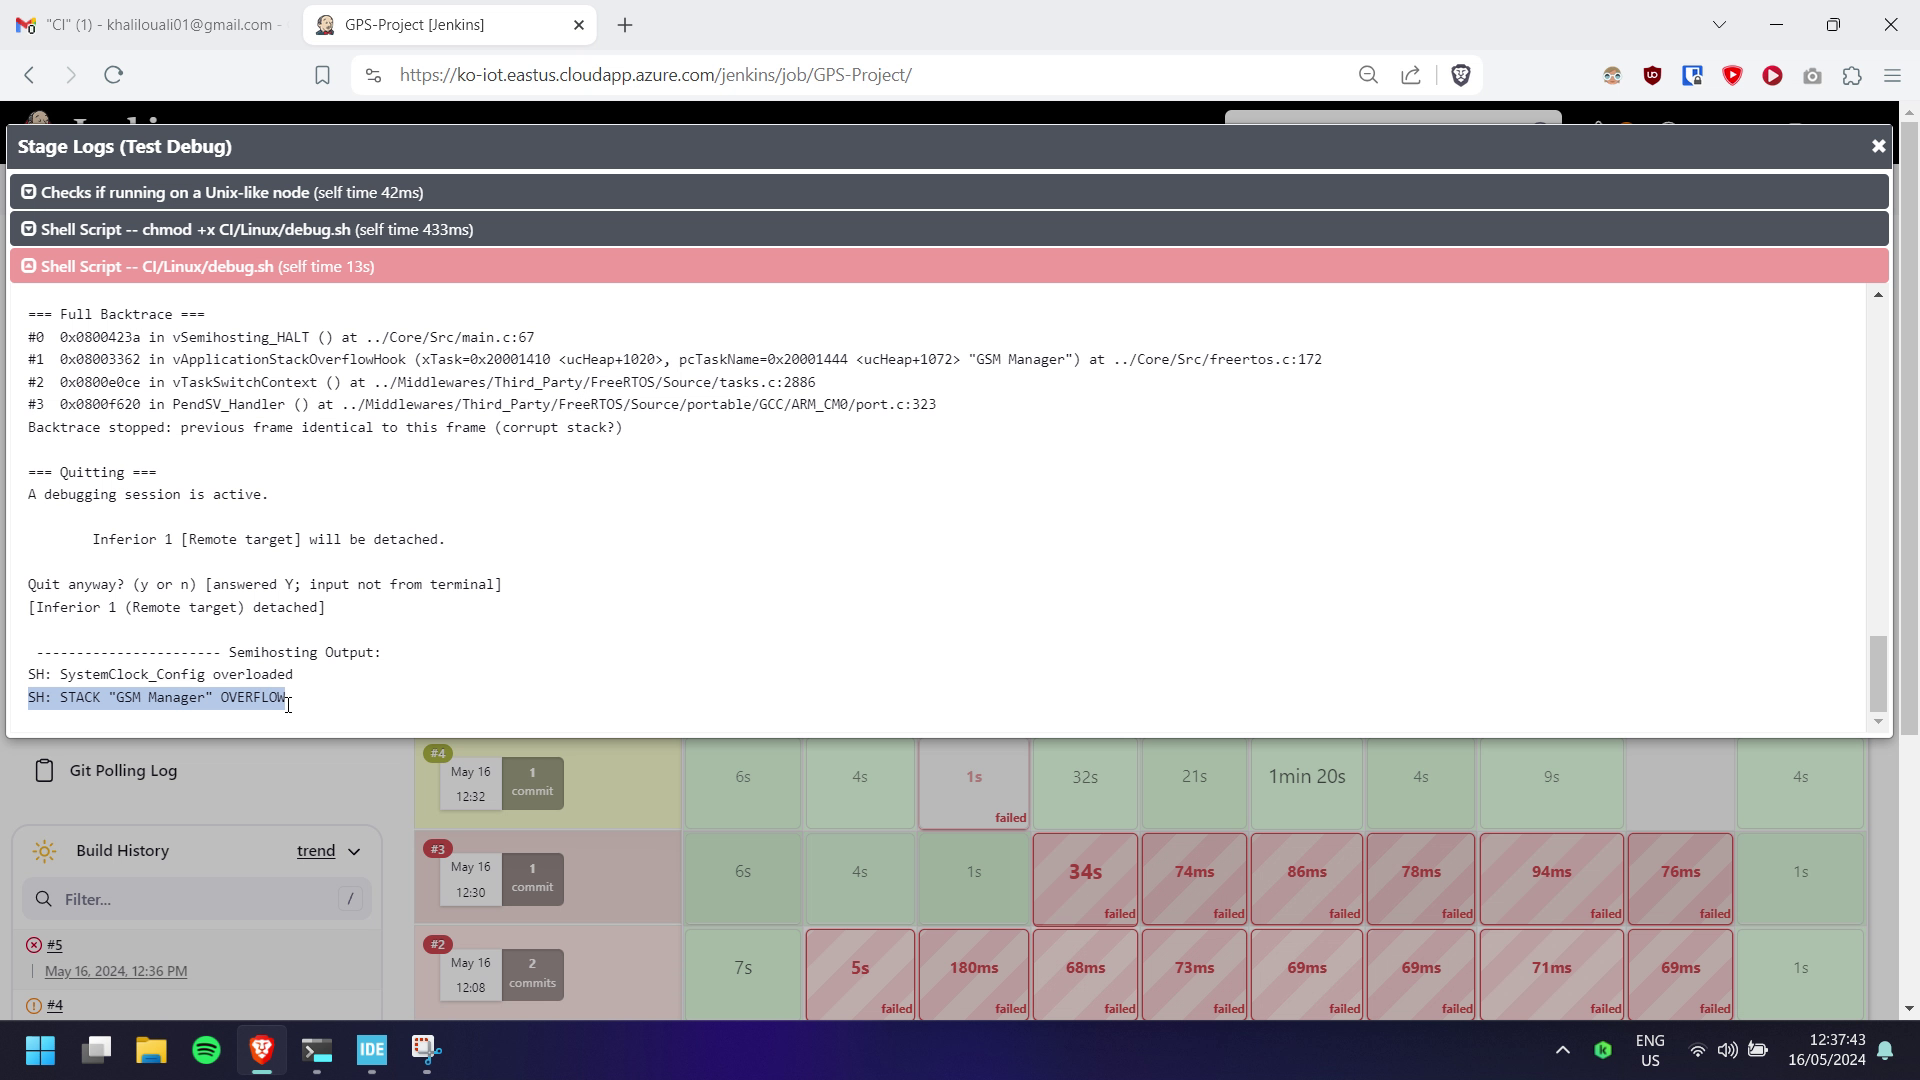 "CI" (1) - khalilouali01@gmail.com -
GPS-Project [Jenkins]
https://ko-iot.eastus.cloudapp.azure.com/jenkins/job/GPS-Project/
Stage Logs (Test Debug)
Checks if running on a Unix-like node (self time 42ms)
Shell Script -- chmod +x CI/Linux/debug.sh (self time 433ms)
Shell Script -- CI/Linux/debug.sh (self time 13s)
=== Full Backtrace ===
#0  0x0800423a in vSemihosting_HALT () at ../Core/Src/main.c:67
#1  0x08003362 in vApplicationStackOverflowHook (xTask=0x20001410 <ucHeap+1020>, pcTaskName=0x20001444 <ucHeap+1072> "GSM Manager") at ../Core/Src/freertos.c:172
#2  0x0800e0ce in vTaskSwitchContext () at ../Middlewares/Third_Party/FreeRTOS/Source/tasks.c:2886
#3  0x0800f620 in PendSV_Handler () at ../Middlewares/Third_Party/FreeRTOS/Source/portable/GCC/ARM_CM0/port.c:323
Backtrace stopped: previous frame identical to this frame (corrupt stack?)
=== Quitting ===
A debugging session is active.
Inferior 1 [Remote target] will be detached.
Quit anyway? (y or n) [answered Y; input not from terminal]
[Inferior 1 (Remote target) detached]
----------------------- Semihosting Output:
SH: SystemClock_Config overloaded
SH: STACK "GSM Manager" OVERFLOW
Git Polling Log
Build History trend
Filter... /
#5
May 16, 2024, 12:36 PM
#4
#4
May 16
12:32
1
commit
6s 4s 1s 32s 21s 1min 20s 4s 9s 4s
failed
#3
May 16
12:30
1
commit
6s 4s 1s 34s 74ms 86ms 78ms 94ms 76ms 1s
failed failed failed failed failed failed
#2
May 16
12:08
2
commits
7s 5s 180ms 68ms 73ms 69ms 69ms 71ms 69ms 1s
failed failed failed failed failed failed failed failed
IDE
ENG
US
12:37:43
16/05/2024